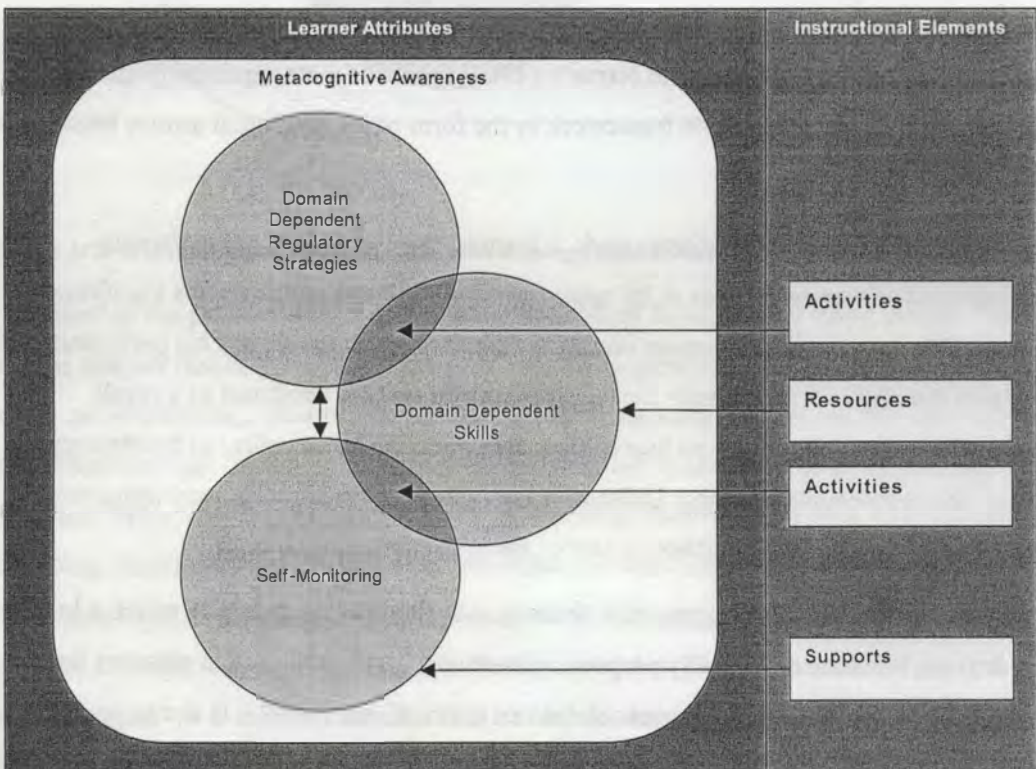 Learner Attributes
Instructional Elements
Metacognitive Awareness
Domain
Dependent
Regulatory
Strategies
Activities
Resources
Domain Dependent
Skills
Activities
Self-Monitoring
Supports